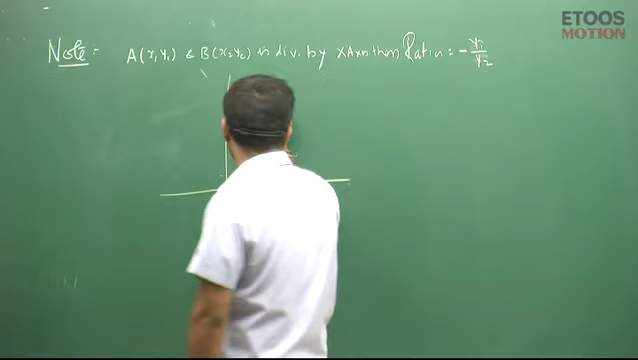 ETOOS
MOTION
Note :- A(x₁ y₁) & B(x₂ y₂) is div. by X Axis then Ratio = - y₁/y₂